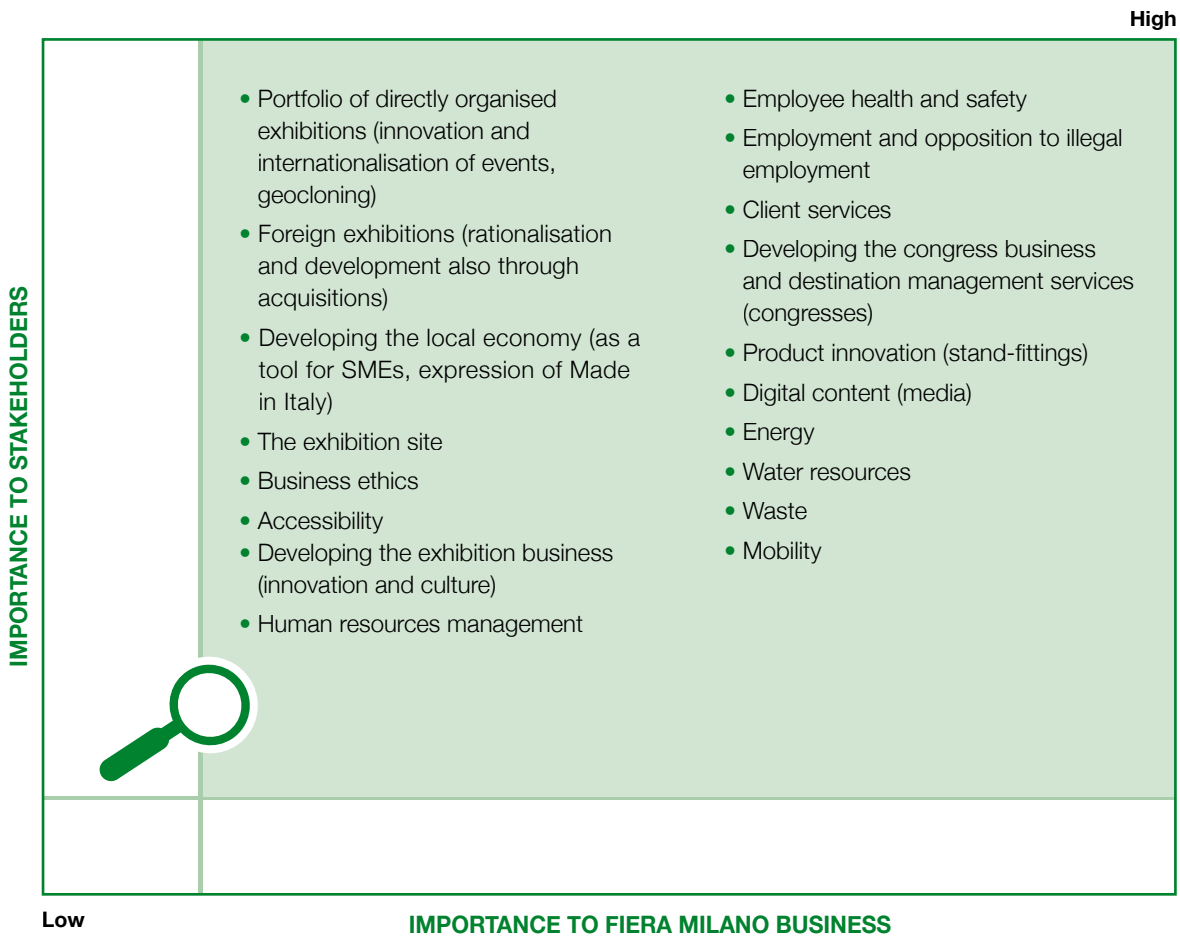 High
IMPORTANCE TO STAKEHOLDERS
• Portfolio of directly organised
exhibitions (innovation and
internationalisation of events,
geocloning)
• Foreign exhibitions (rationalisation
and development also through
acquisitions)
• Developing the local economy (as a
tool for SMEs, expression of Made
in Italy)
• The exhibition site
• Business ethics
• Accessibility
• Developing the exhibition business
(innovation and culture)
• Human resources management
• Employee health and safety
• Employment and opposition to illegal
employment
• Client services
• Developing the congress business
and destination management services
(congresses)
• Product innovation (stand-fittings)
• Digital content (media)
• Energy
• Water resources
• Waste
• Mobility
Low
IMPORTANCE TO FIERA MILANO BUSINESS